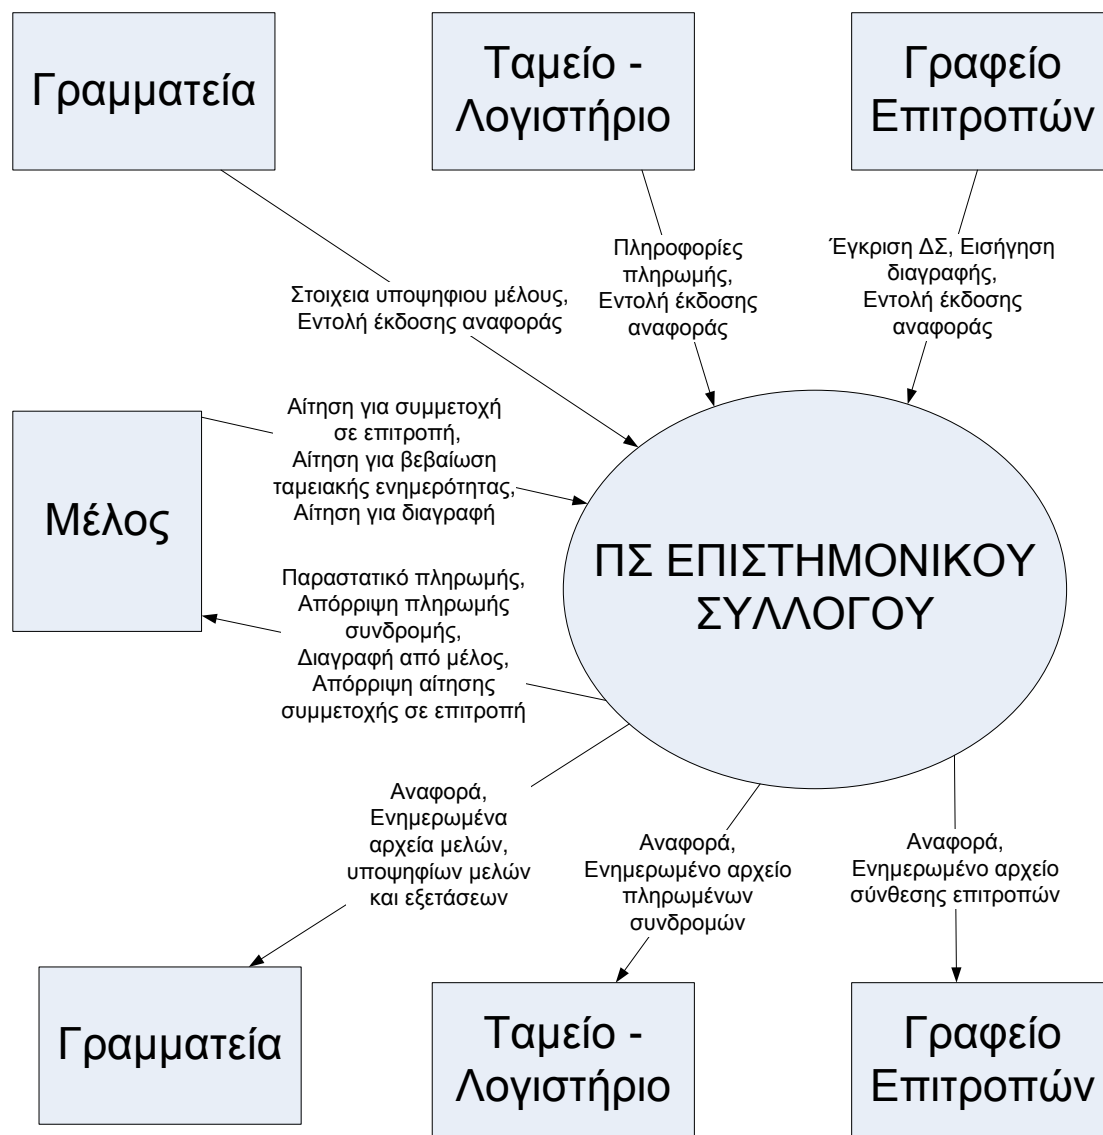 Γραμματεία
Ταμείο -
Λογιστήριο
Γραφείο
Επιτροπών
Στοιχεια υποψηφιου μέλους,
Εντολή έκδοσης αναφοράς
Πληροφορίες
πληρωμής,
Εντολή έκδοσης
αναφοράς
Έγκριση ΔΣ, Εισήγηση
διαγραφής,
Εντολή έκδοσης
αναφοράς
Μέλος
Αίτηση για συμμετοχή
σε επιτροπή,
Αίτηση για βεβαίωση
ταμειακής ενημερότητας,
Αίτηση για διαγραφή
ΠΣ ΕΠΙΣΤΗΜΟΝΙΚΟΥ
ΣΥΛΛΟΓΟΥ
Παραστατικό πληρωμής,
Απόρριψη πληρωμής
συνδρομής,
Διαγραφή από μέλος,
Απόρριψη αίτησης
συμμετοχής σε επιτροπή
Αναφορά,
Ενημερωμένα
αρχεία μελών,
υποψηφίων μελών
και εξετάσεων
Αναφορά,
Ενημερωμένο αρχείο
πληρωμένων
συνδρομών
Αναφορά,
Ενημερωμένο αρχείο
σύνθεσης επιτροπών
Γραμματεία
Ταμείο -
Λογιστήριο
Γραφείο
Επιτροπών